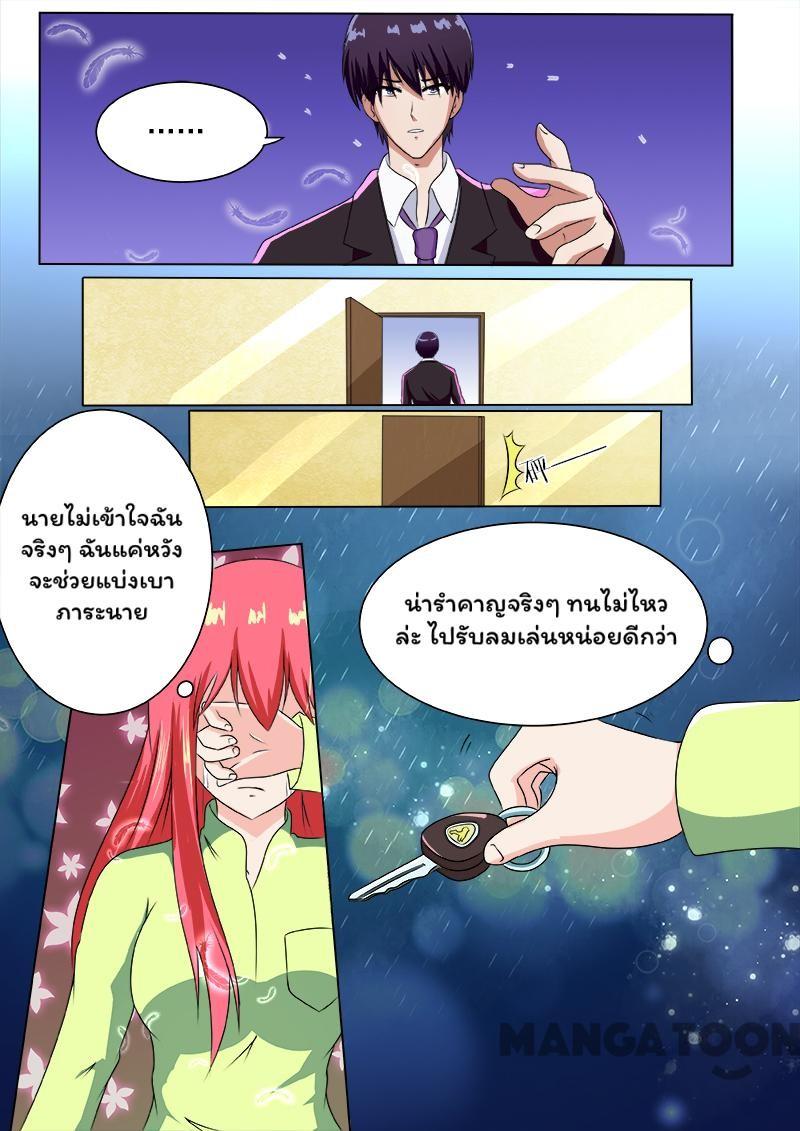 ......
นายไม่เข้าใจฉัน
จริงๆ ฉันแค่หวัง
จะช่วยแบ่งเบา
ภาระนาย
น่ารำคาญจริงๆ ทนไม่ไหว
ล่ะ ไปรับลมเล่นหน่อยดีกว่า
MANGATOON